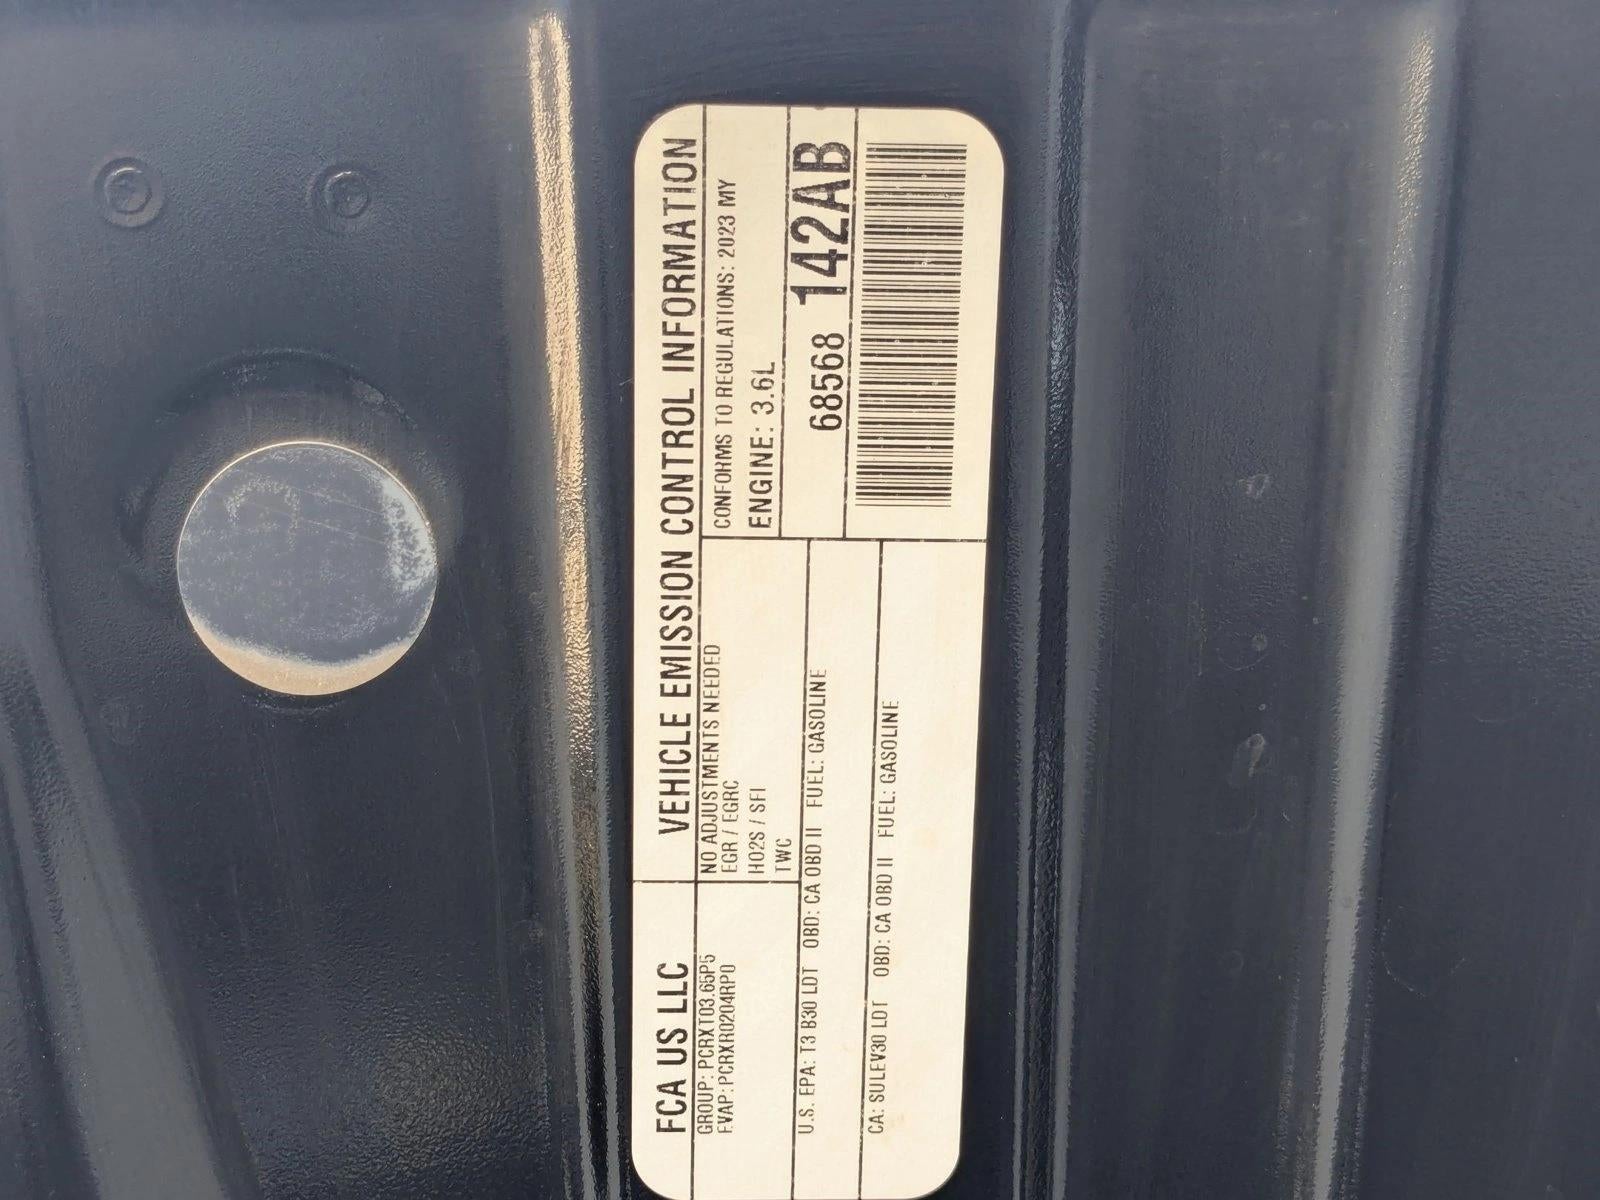 FCA US LLC
VEHICLE EMISSION CONTROL INFORMATION
GROUP: PCRXT03.65P5
EVAP: PCRXR0204RP0
NO ADJUSTMENTS NEEDED
EGR / EGRC
HO2S / SFI
TWC
CONFORMS TO REGULATIONS: 2023 MY
ENGINE: 3.6L
68568 142AB
U.S. EPA: T3 B30 LDT OBD: CA OBD II FUEL: GASOLINE
CA: SULEV30 LDT OBD: CA OBD II FUEL: GASOLINE